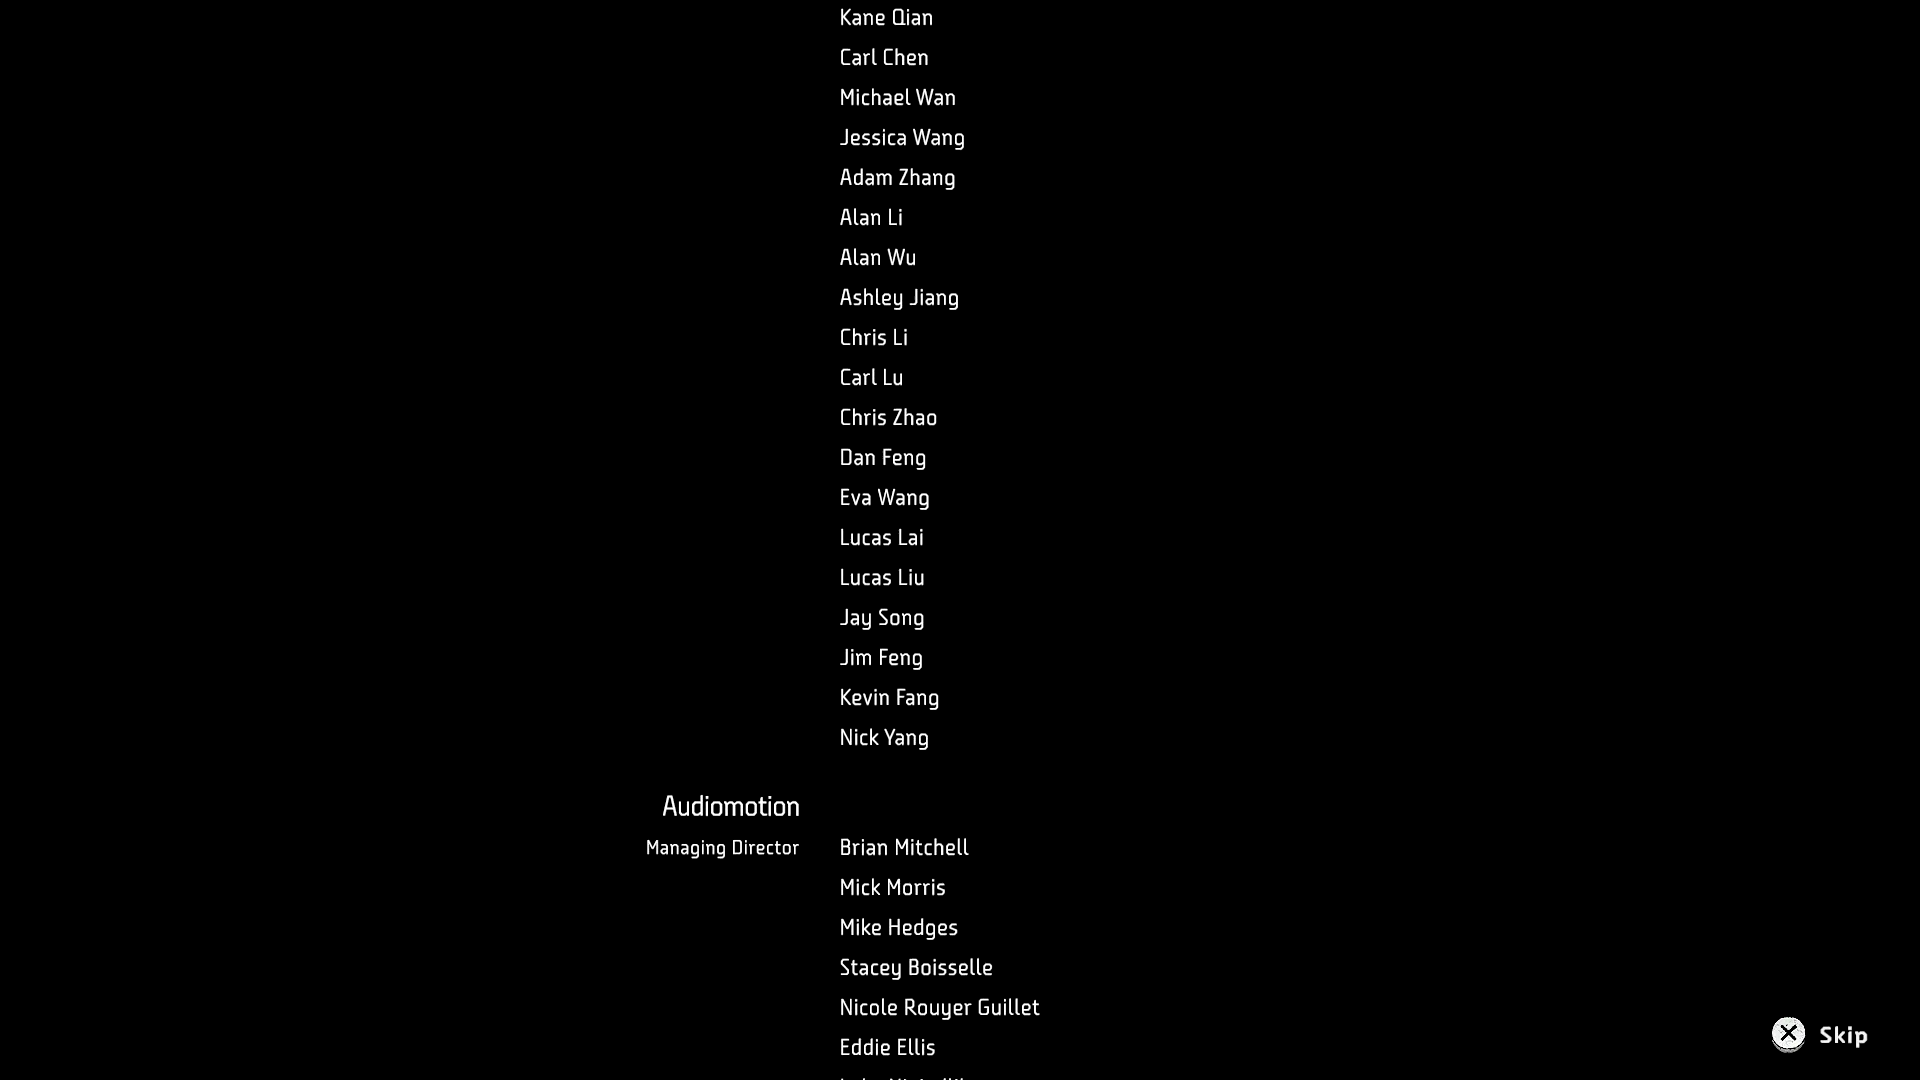 Kane Qian
Carl Chen
Michael Wan
Jessica Wang
Adam Zhang
Alan Li
Alan Wu
Ashley Jiang
Chris Li
Carl Lu
Chris Zhao
Dan Feng
Eva Wang
Lucas Lai
Lucas Liu
Jay Song
Jim Feng
Kevin Fang
Nick Yang
Audiomotion
Managing Director Brian Mitchell
Mick Morris
Mike Hedges
Stacey Boisselle
Nicole Rouyer Guillet
Eddie Ellis
Skip